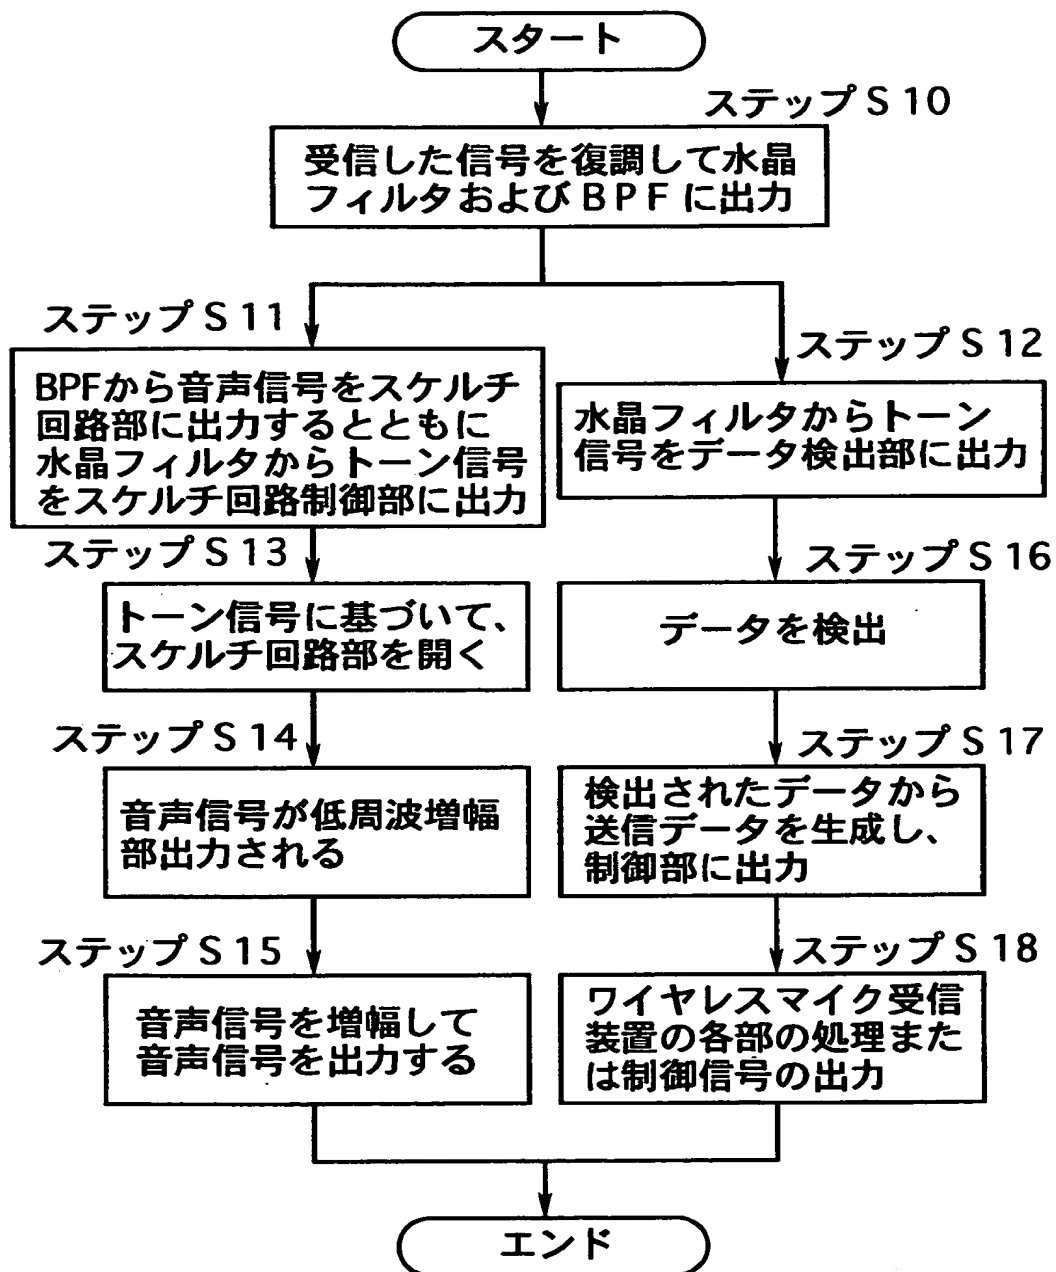 スタート
ステップ S 10
受信した信号を復調して水晶
フィルタおよび B P F に出力
ステップ S 11
BPFから音声信号をスケルチ
回路部に出力するとともに
水晶フィルタからトーン信号
をスケルチ回路制御部に出力
ステップ S 12
水晶フィルタからトーン
信号をデータ検出部に出力
ステップ S 13
トーン信号に基づいて、
スケルチ回路部を開く
ステップ S 16
データを検出
ステップ S 14
音声信号が低周波増幅
部出力される
ステップ S 17
検出されたデータから
送信データを生成し、
制御部に出力
ステップ S 15
音声信号を増幅して
音声信号を出力する
ステップ S 18
ワイヤレスマイク受信
装置の各部の処理また
は制御信号の出力
エンド